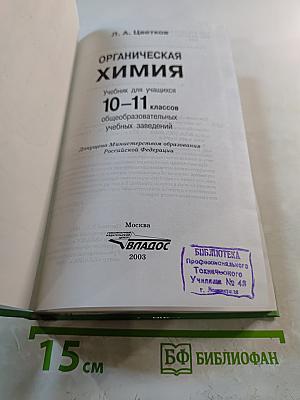 Л. А. Цветков
ОРГАНИЧЕСКАЯ
ХИМИЯ
Учебник для учащихся
10–11 классов
общеобразовательных
учебных заведений
Допущено Министерством образования
Российской Федерации
Москва
ВЛАДОС
2003
БИБЛИОТЕКА
Профессионального
Технического
Училища № 48
15 см
БФ БИБЛИОФАН